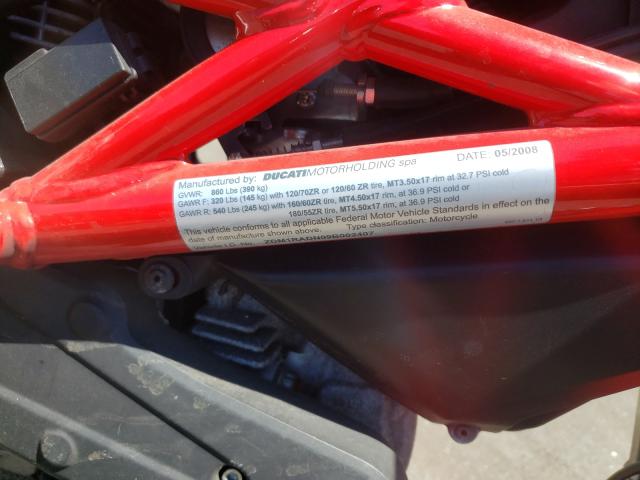 Manufactured by: DUCATIMOTORHOLDING spa DATE 05/2008
GVWR: 860 Lbs (390 kg)
GAWR F: 320 Lbs (145 kg) with 120/70ZR or 120/60 ZR tire, MT3.50x17 rim at 32.7 PSI cold
GAWR R: 540 Lbs (245 kg) with 160/60ZR tire, MT4.50x17 rim, at 36.9 PSI cold or
180/55ZR tire, MT5.50x17 rim, at 36.9 PSI cold
This vehicle conforms to all applicable Federal Motor Vehicle Standards in effect on the
date of manufacture shown above. Type classification: Motorcycle
Vehicle I.D. No.